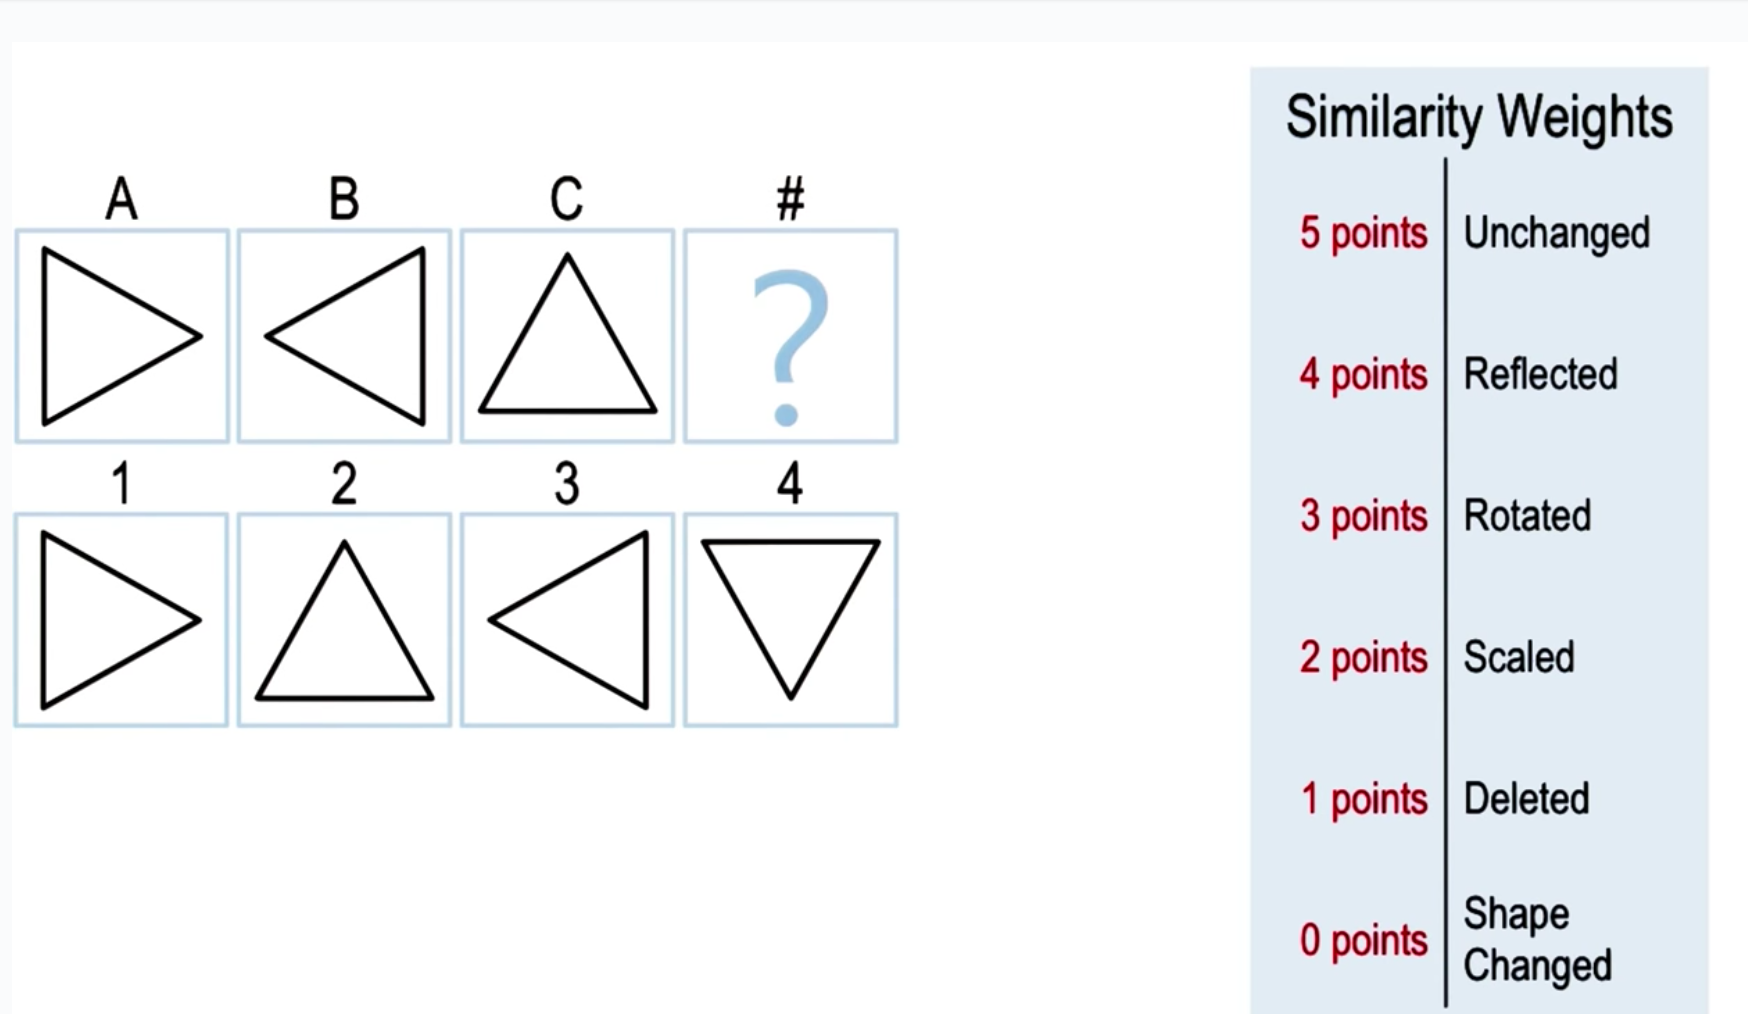 A B C #
?
1 2 3 4
Similarity Weights
5 points Unchanged
4 points Reflected
3 points Rotated
2 points Scaled
1 points Deleted
0 points Shape
Changed